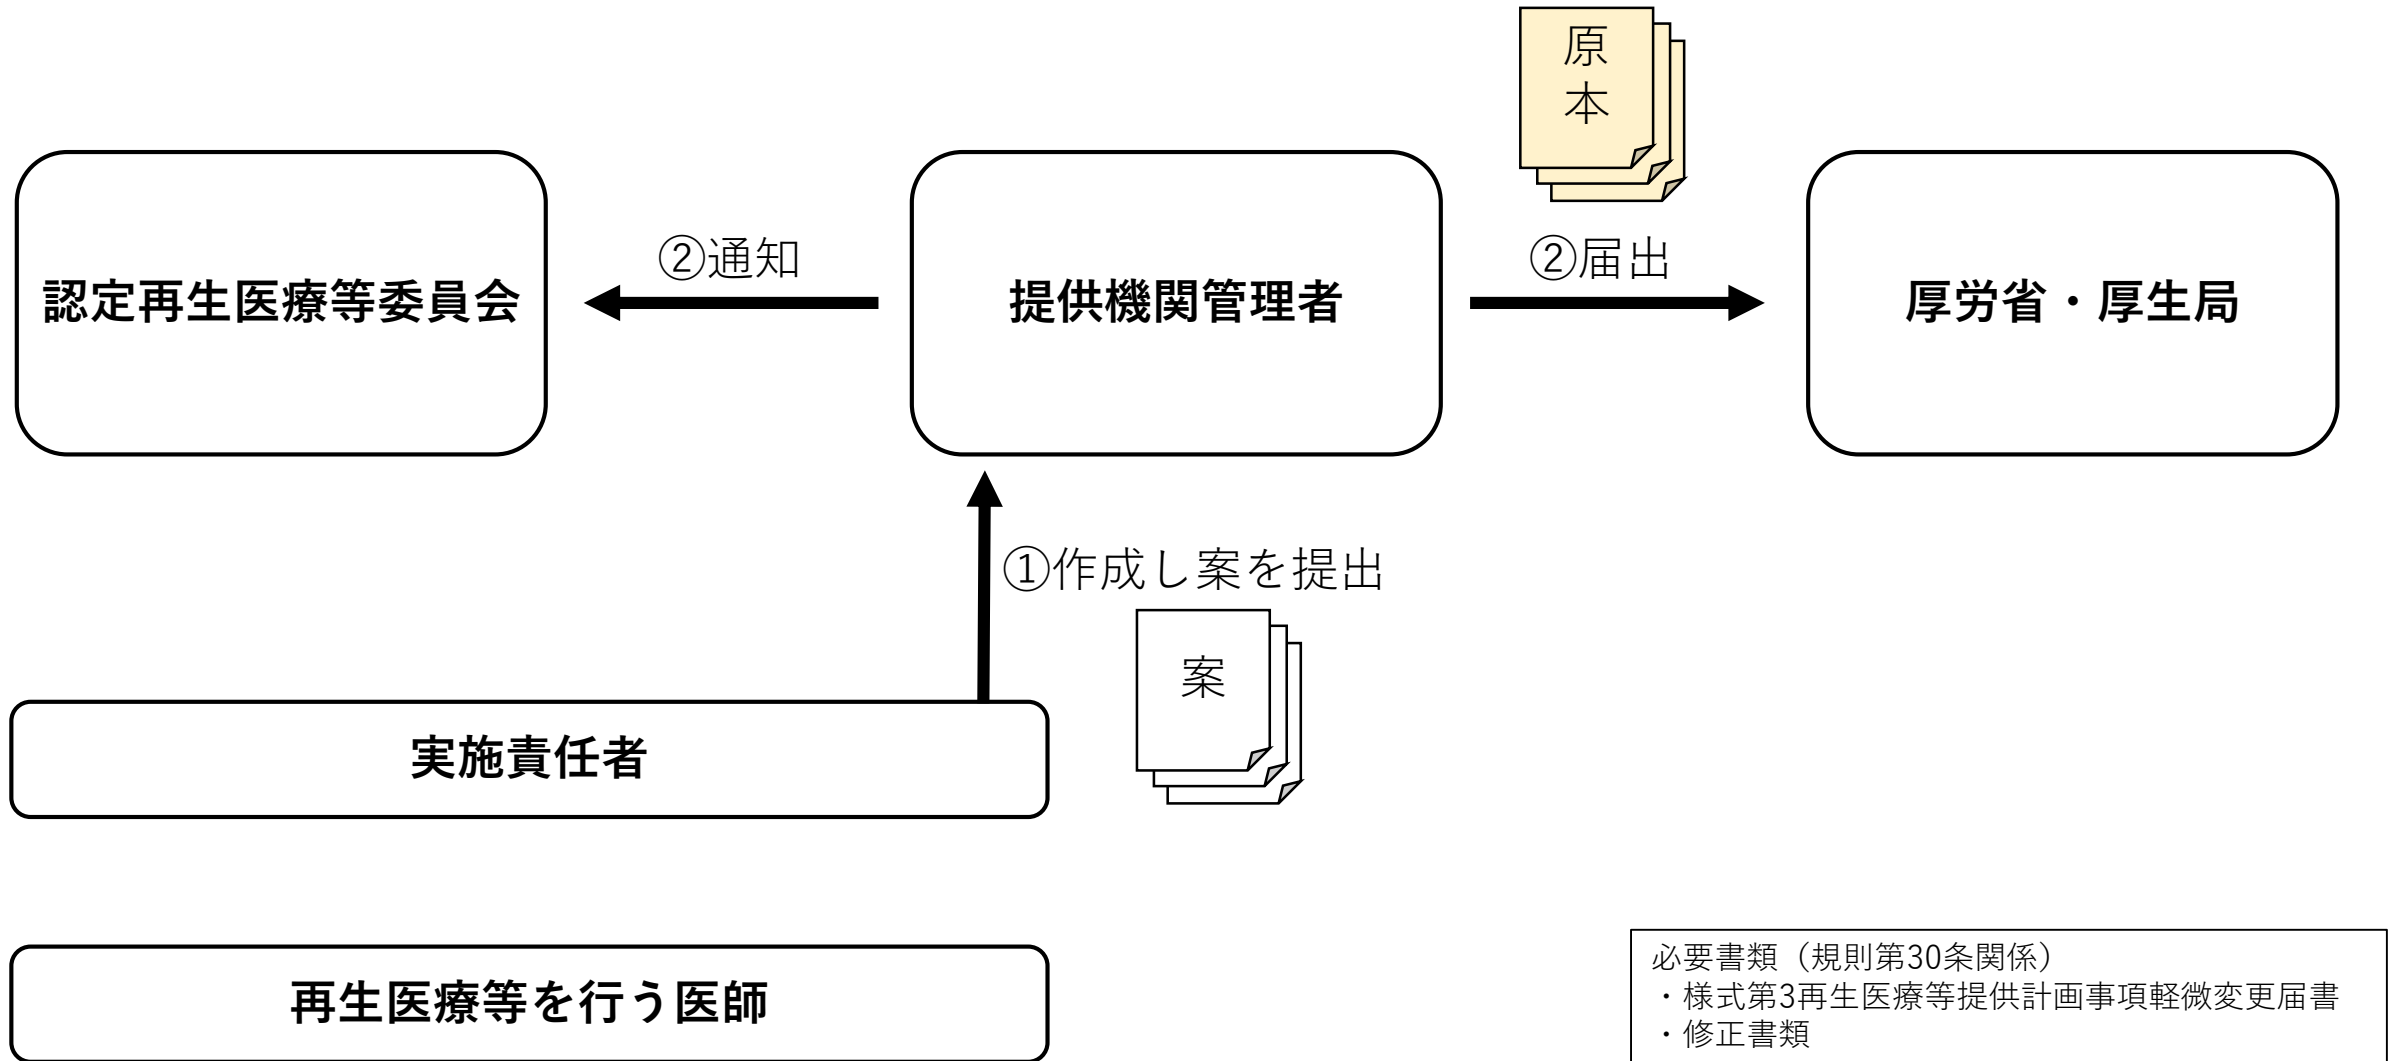 原
本
②通知
②届出
認定再生医療等委員会
提供機関管理者
厚労省・厚生局
①作成し案を提出
案
実施責任者
再生医療等を行う医師
必要書類（規則第30条関係）
・様式第3再生医療等提供計画事項軽微変更届書
・修正書類